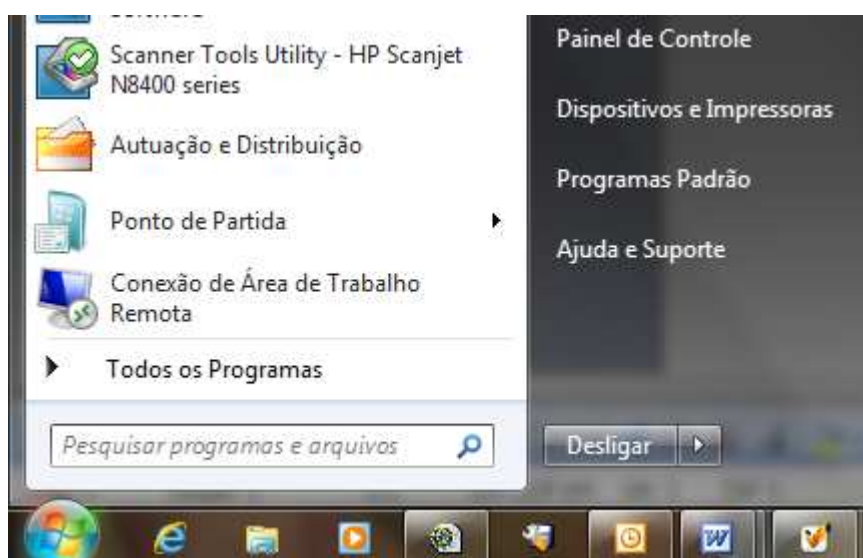 Scanner Tools Utility - HP Scanjet
N8400 series
Autuação e Distribuição
Ponto de Partida
Conexão de Área de Trabalho
Remota
Todos os Programas
Pesquisar programas e arquivos
Painel de Controle
Dispositivos e Impressoras
Programas Padrão
Ajuda e Suporte
Desligar